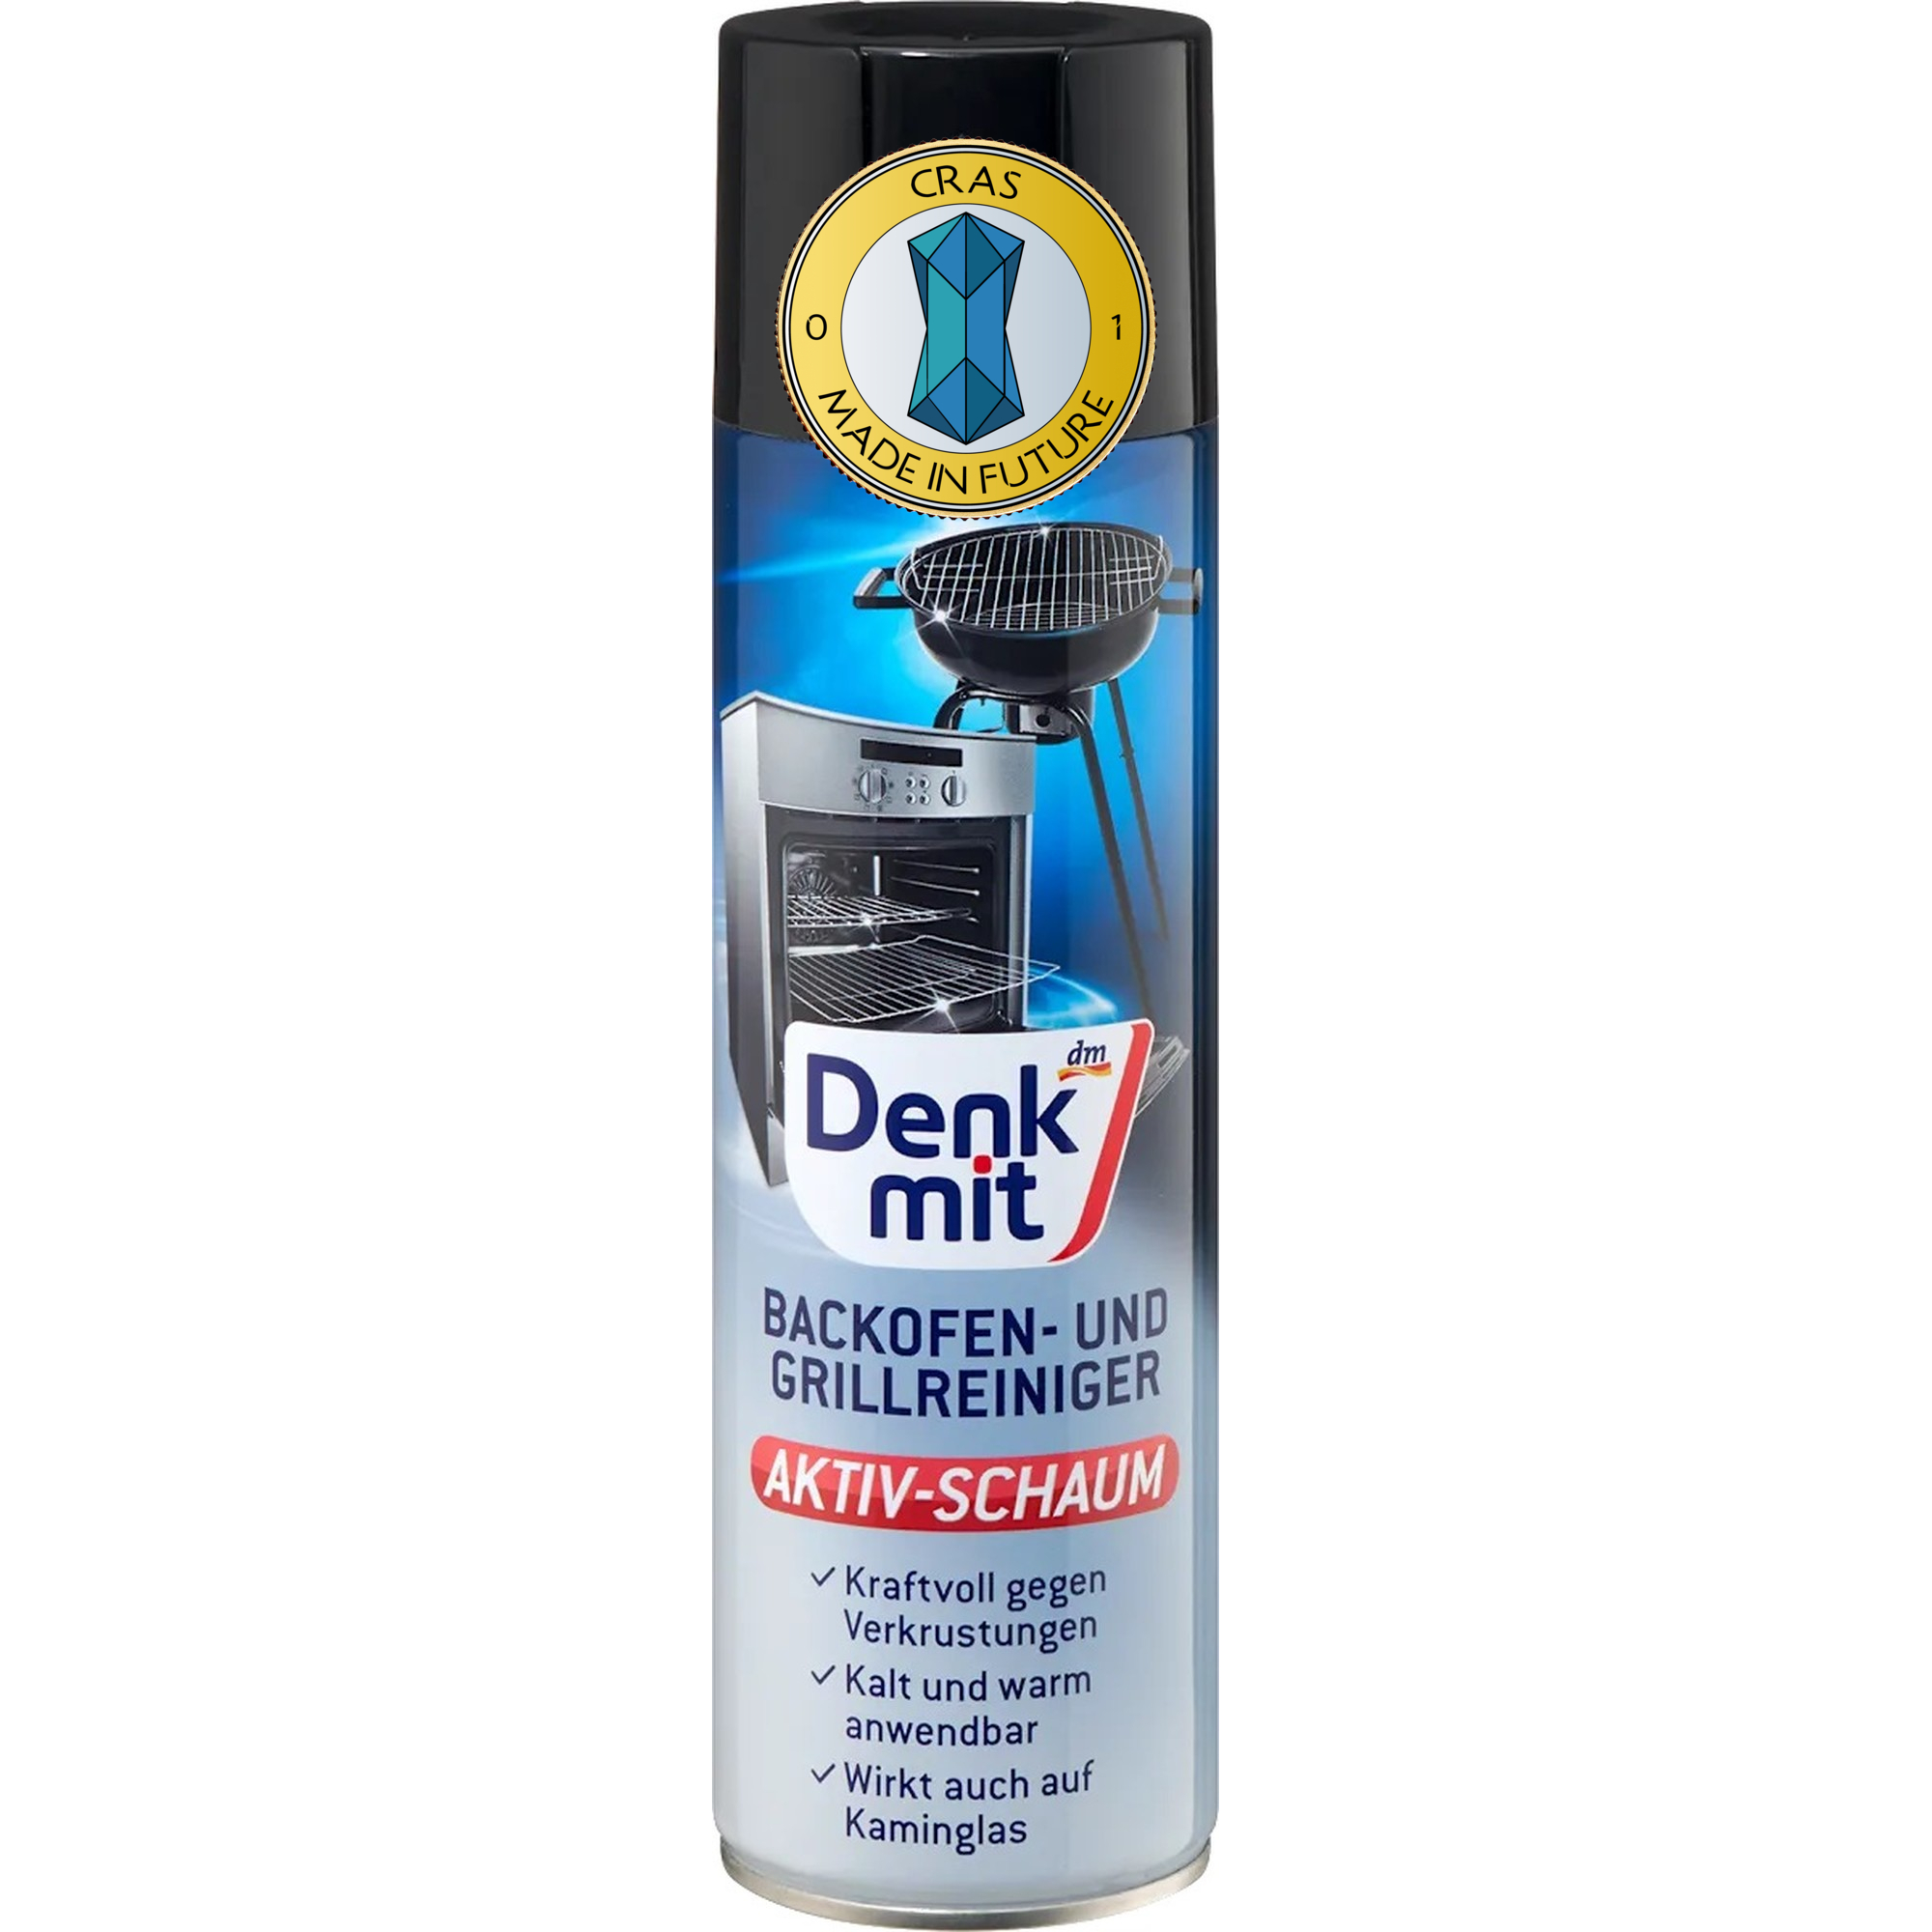 CRAS
0 1
MADE IN FUTURE
dm
Denk
mit
BACKOFEN- UND
GRILLREINIGER
AKTIV-SCHAUM
✓ Kraftvoll gegen
Verkrustungen
✓ Kalt und warm
anwendbar
✓ Wirkt auch auf
Kaminglas